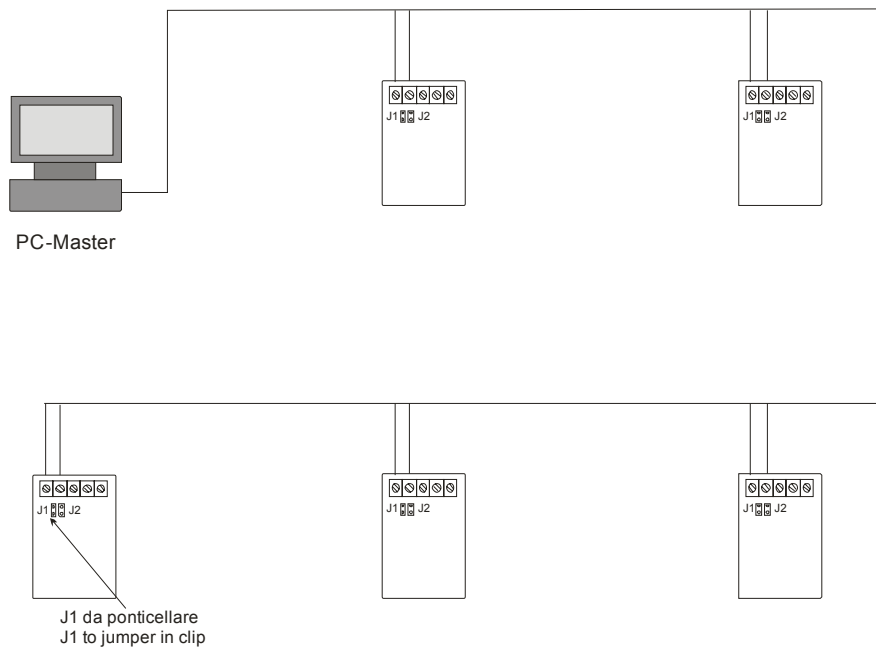 J1 J2
J1 J2
PC-Master
J1 J2
J1 J2
J1 J2
J1 da ponticellare
J1 to jumper in clip